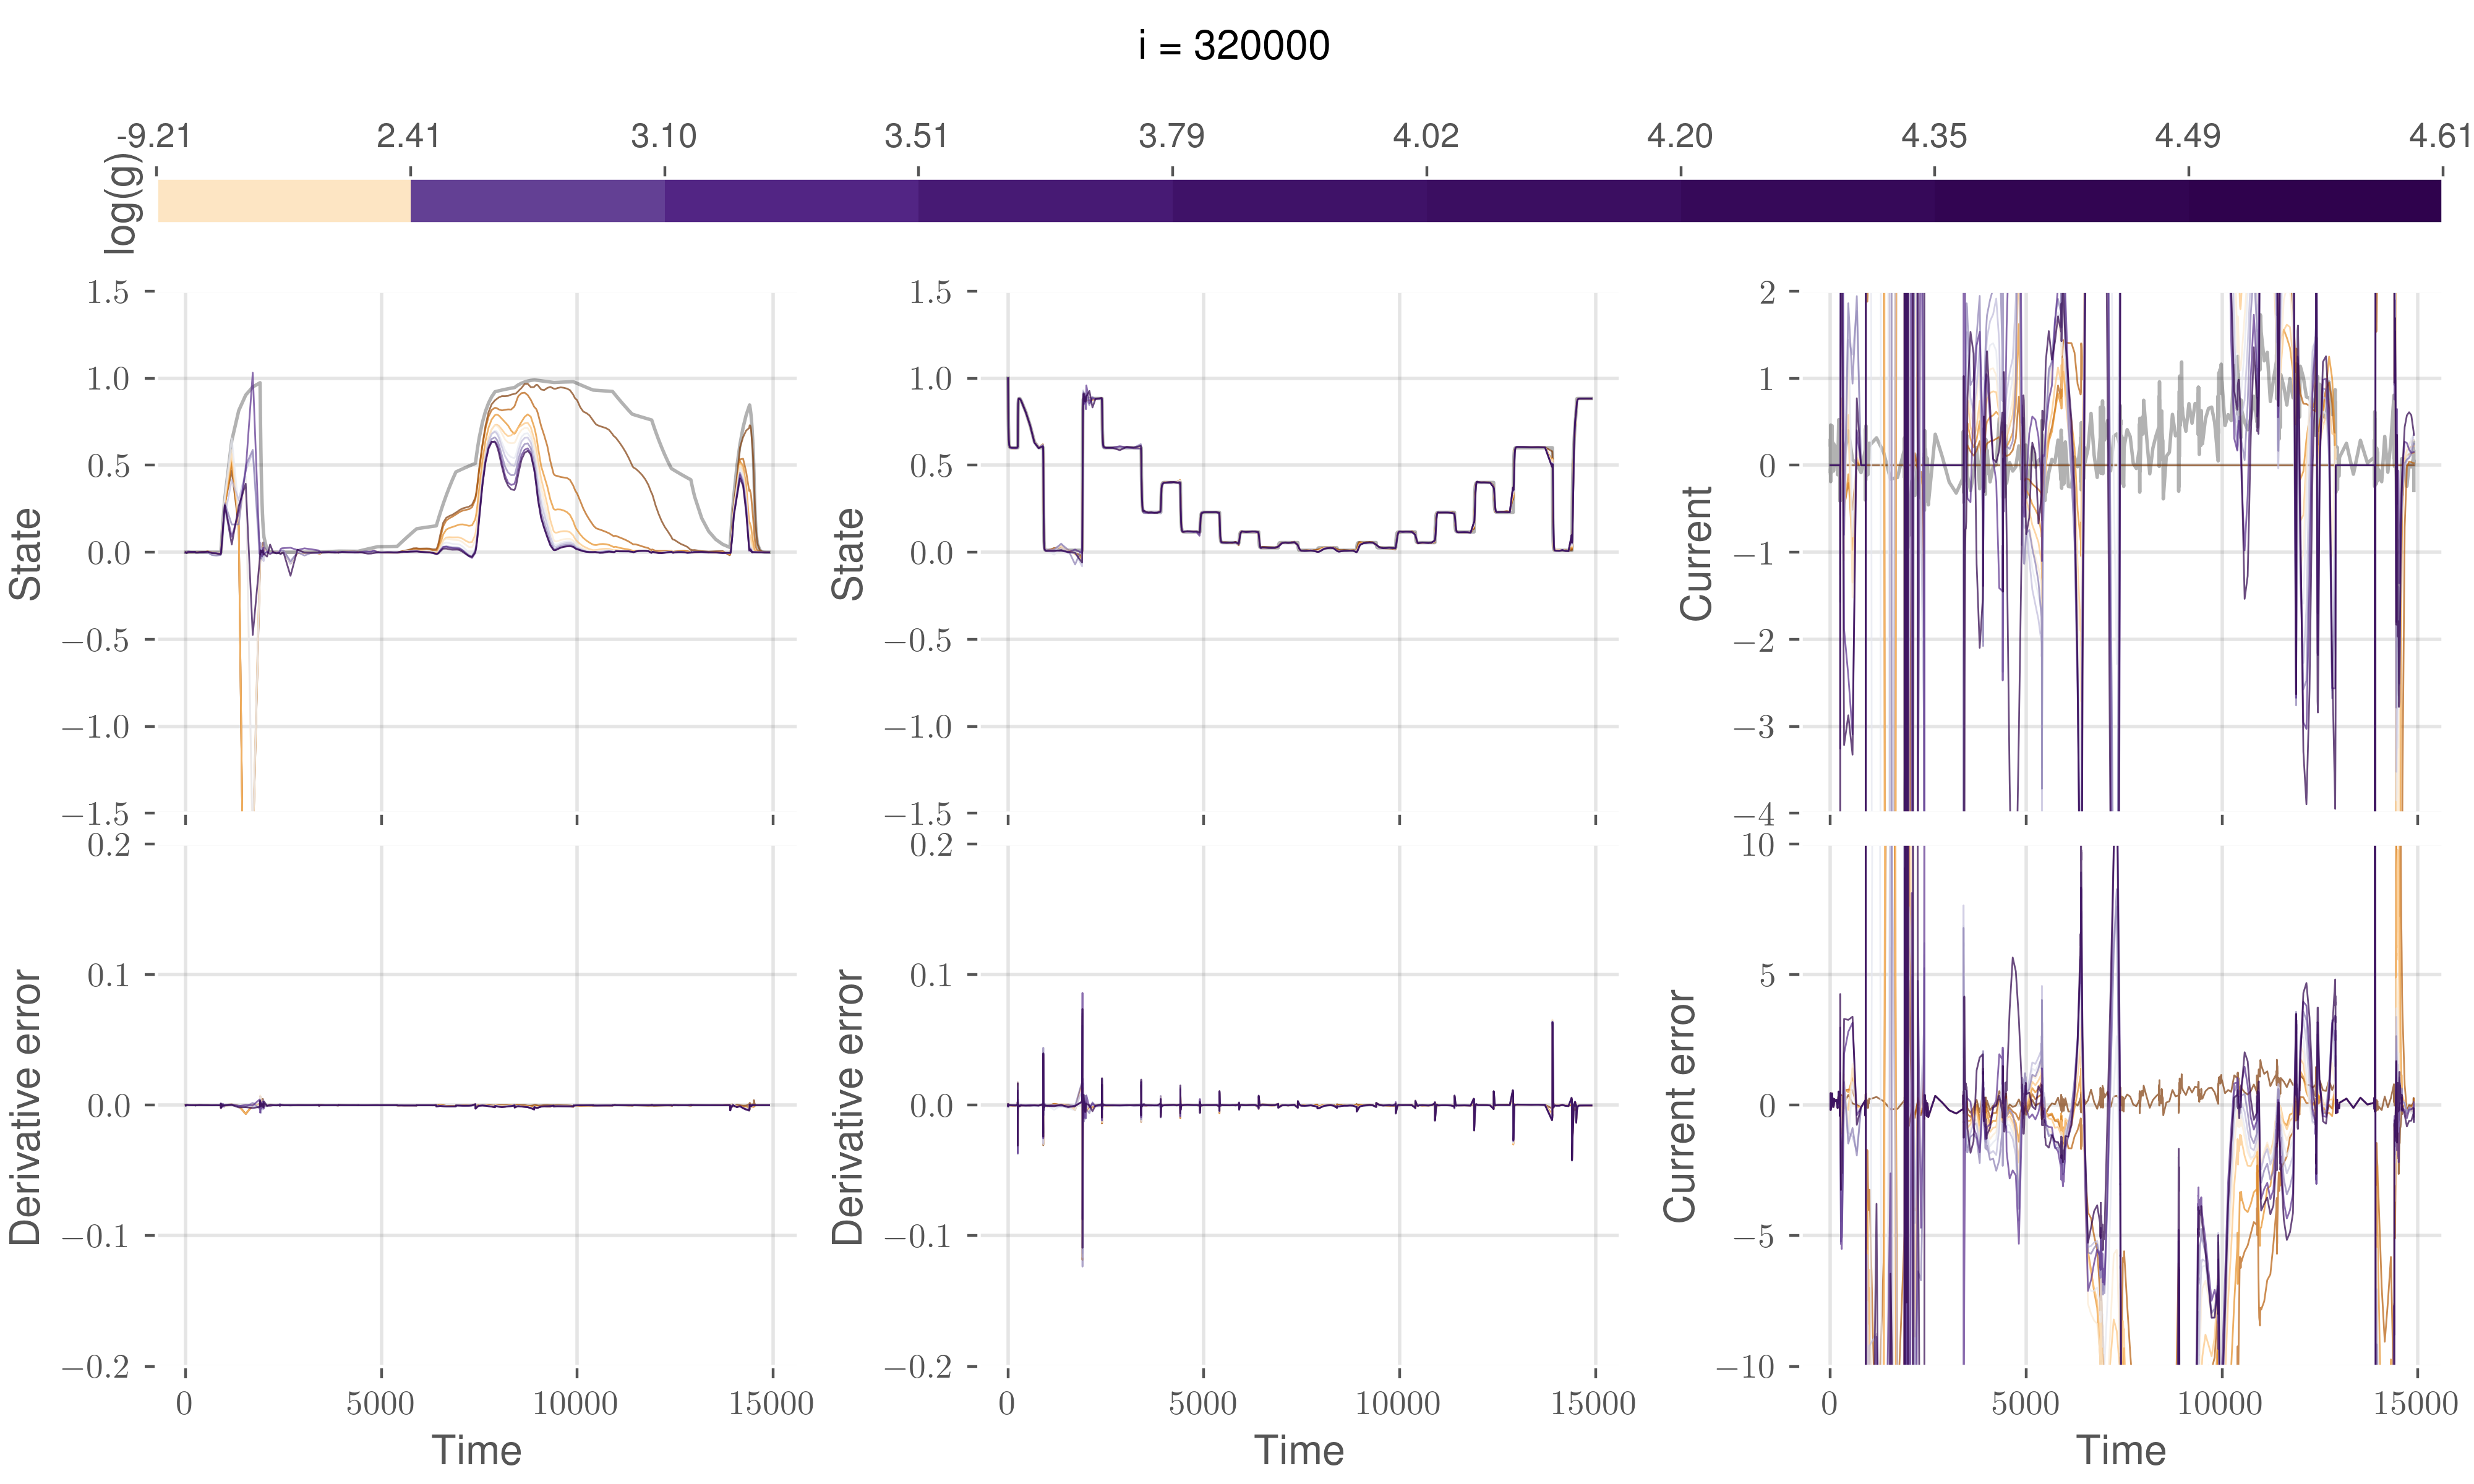 i = 320000
-9.21 2.41 3.10 3.51 3.79 4.02 4.20 4.35 4.49 4.61
log(g)
State
1.5
1.0
0.5
0.0
−0.5
−1.0
−1.5
State
1.5
1.0
0.5
0.0
−0.5
−1.0
−1.5
Current
2
1
0
−1
−2
−3
−4
Derivative error
0.2
0.1
0.0
−0.1
−0.2
0 5000 10000 15000
Time
Derivative error
0.2
0.1
0.0
−0.1
−0.2
0 5000 10000 15000
Time
Current error
10
5
0
−5
−10
0 5000 10000 15000
Time